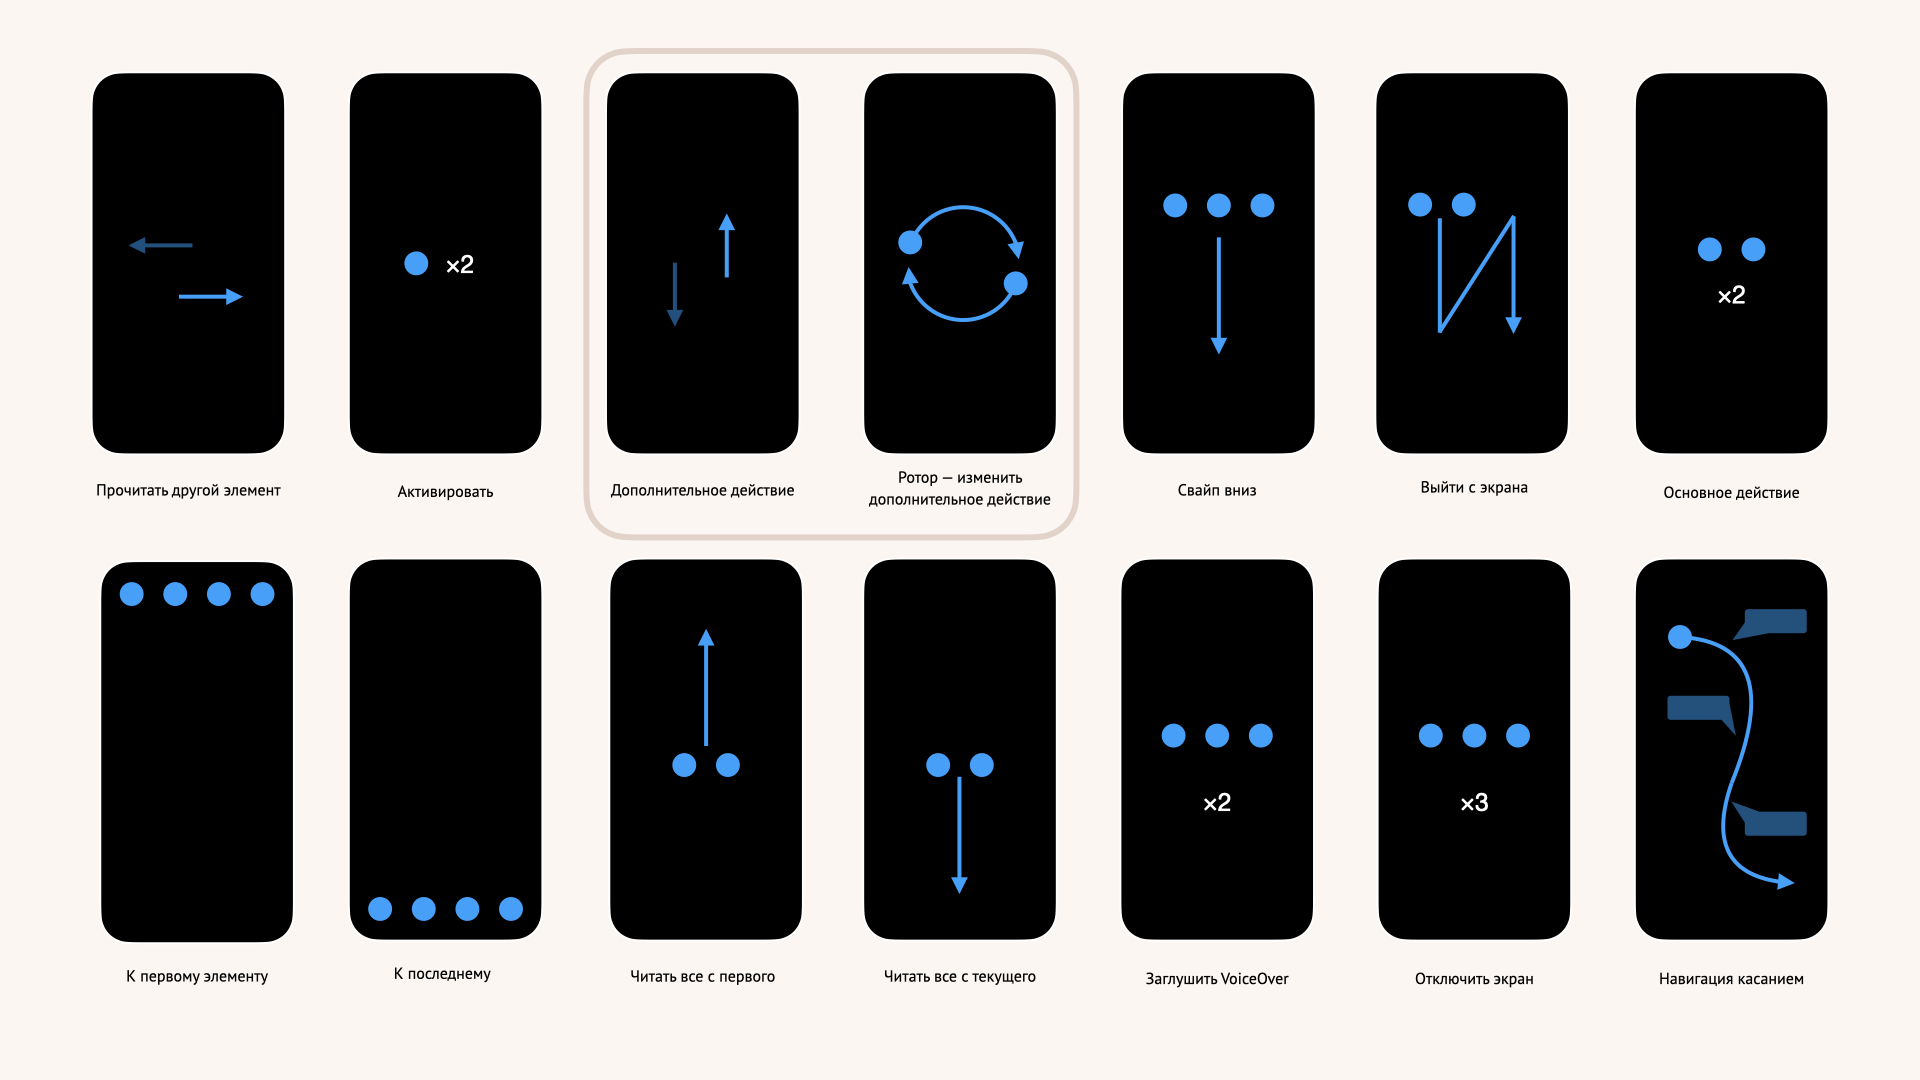 ×2
×2
Прочитать другой элемент
Активировать
Дополнительное действие
Ротор — изменить
дополнительное действие
Свайп вниз
Выйти с экрана
Основное действие
×2
×3
К первому элементу
К последнему
Читать все с первого
Читать все с текущего
Заглушить VoiceOver
Отключить экран
Навигация касанием